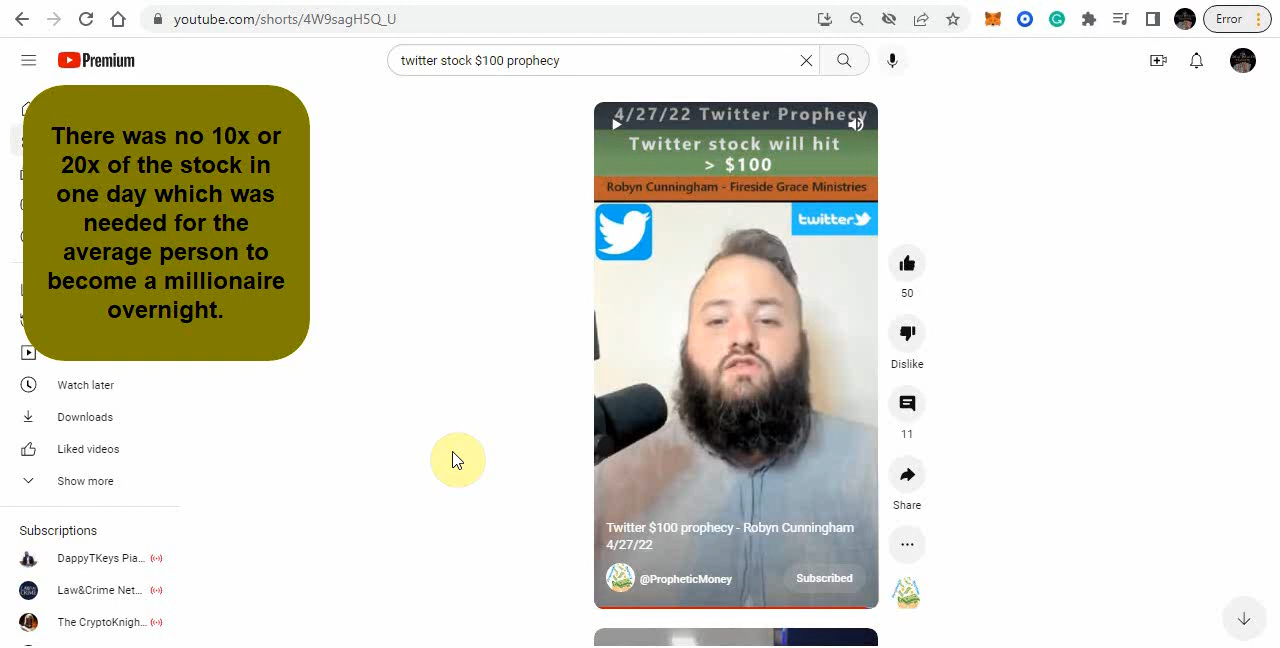 youtube.com/shorts/4W9sagH5Q_U
Error
Premium
twitter stock $100 prophecy
There was no 10x or
20x of the stock in
one day which was
needed for the
average person to
become a millionaire
overnight.
4/27/22 Twitter Prophecy
Twitter stock will hit
> $100
Robyn Cunningham - Fireside Grace Ministries
twitter
50
Dislike
11
Share
Watch later
Downloads
Liked videos
Show more
Subscriptions
DappyTKeys Pia...
Law&Crime Net...
The CryptoKnigh...
Twitter $100 prophecy - Robyn Cunningham
4/27/22
@PropheticMoney
Subscribed